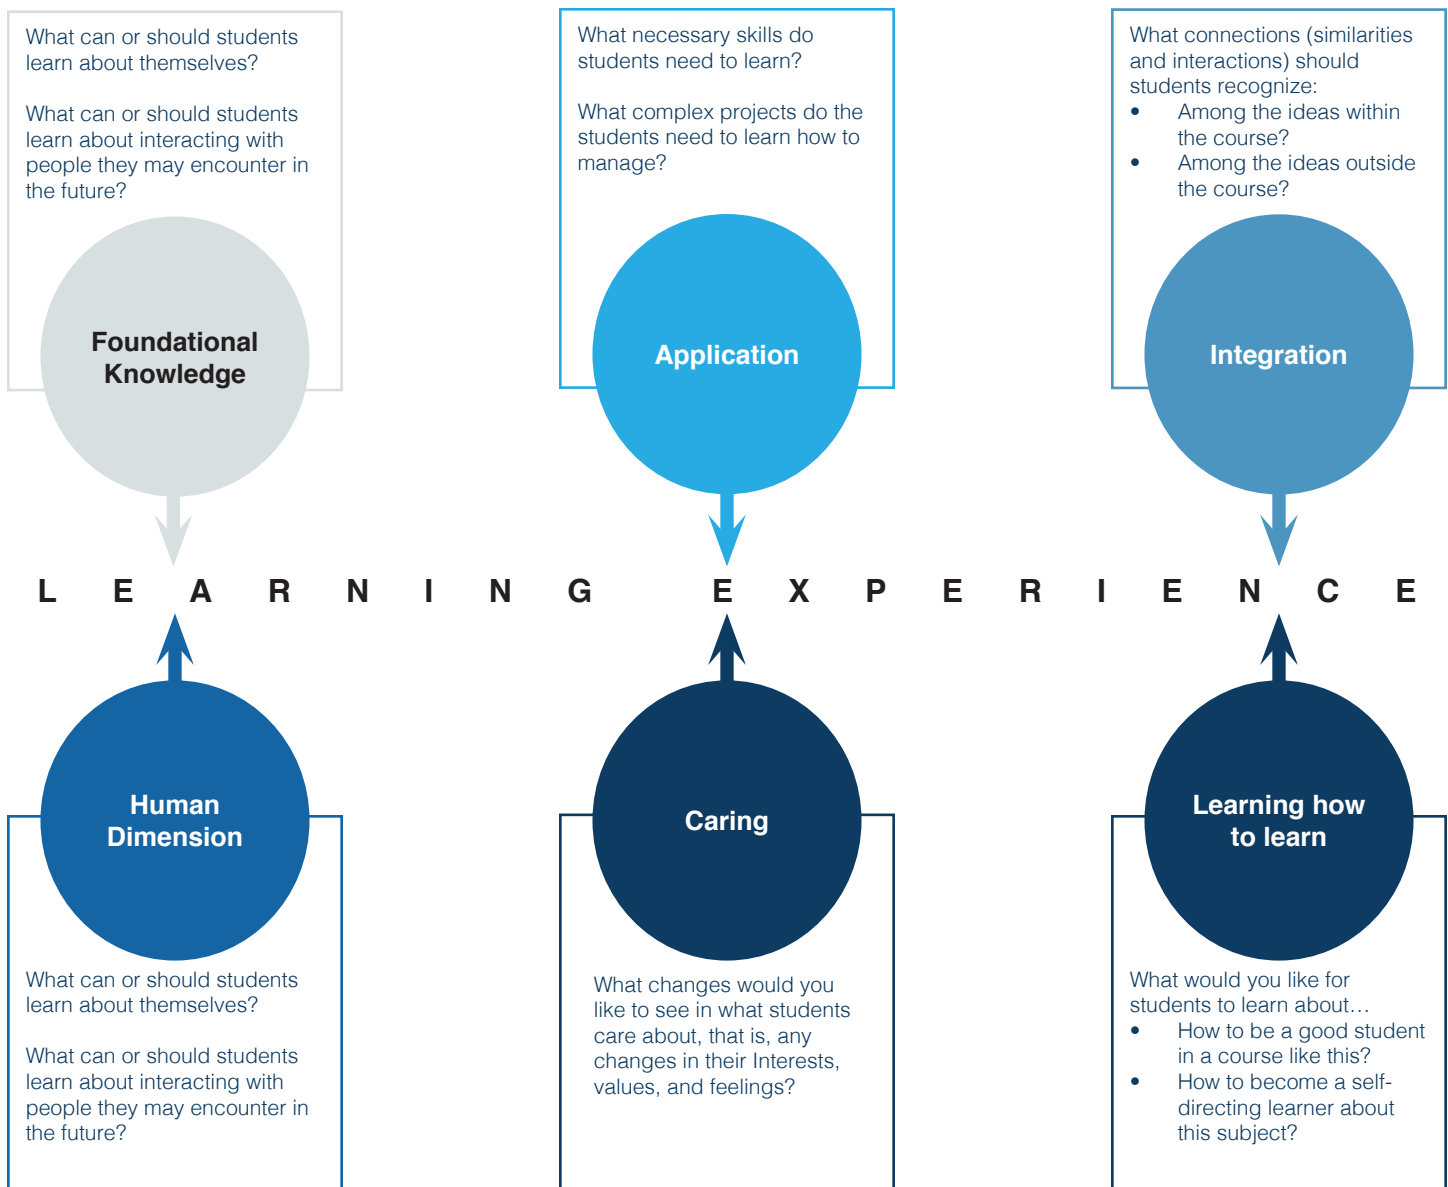 What can or should students
learn about themselves?
What can or should students
learn about interacting with
people they may encounter in
the future?
Foundational
Knowledge
What necessary skills do
students need to learn?
What complex projects do the
students need to learn how to
manage?
Application
What connections (similarities
and interactions) should
students recognize:
• Among the ideas within
the course?
• Among the ideas outside
the course?
Integration
L E A R N I N G E X P E R I E N C E
Human
Dimension
What can or should students
learn about themselves?
What can or should students
learn about interacting with
people they may encounter in
the future?
Caring
What changes would you
like to see in what students
care about, that is, any
changes in their Interests,
values, and feelings?
Learning how
to learn
What would you like for
students to learn about…
• How to be a good student
in a course like this?
• How to become a self-
directing learner about
this subject?